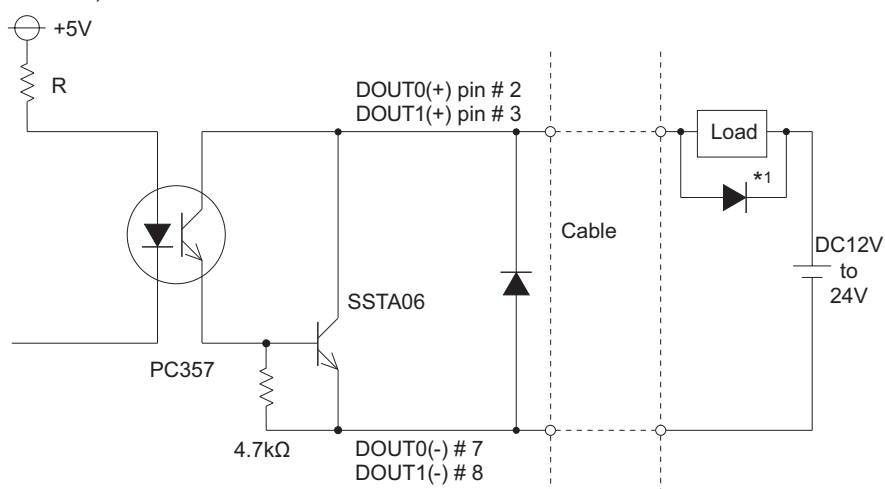 +5V
R
DOUT0(+) pin # 2
DOUT1(+) pin # 3
Load
*1
Cable
DC12V
to
24V
SSTA06
PC357
4.7kΩ
DOUT0(-) # 7
DOUT1(-) # 8